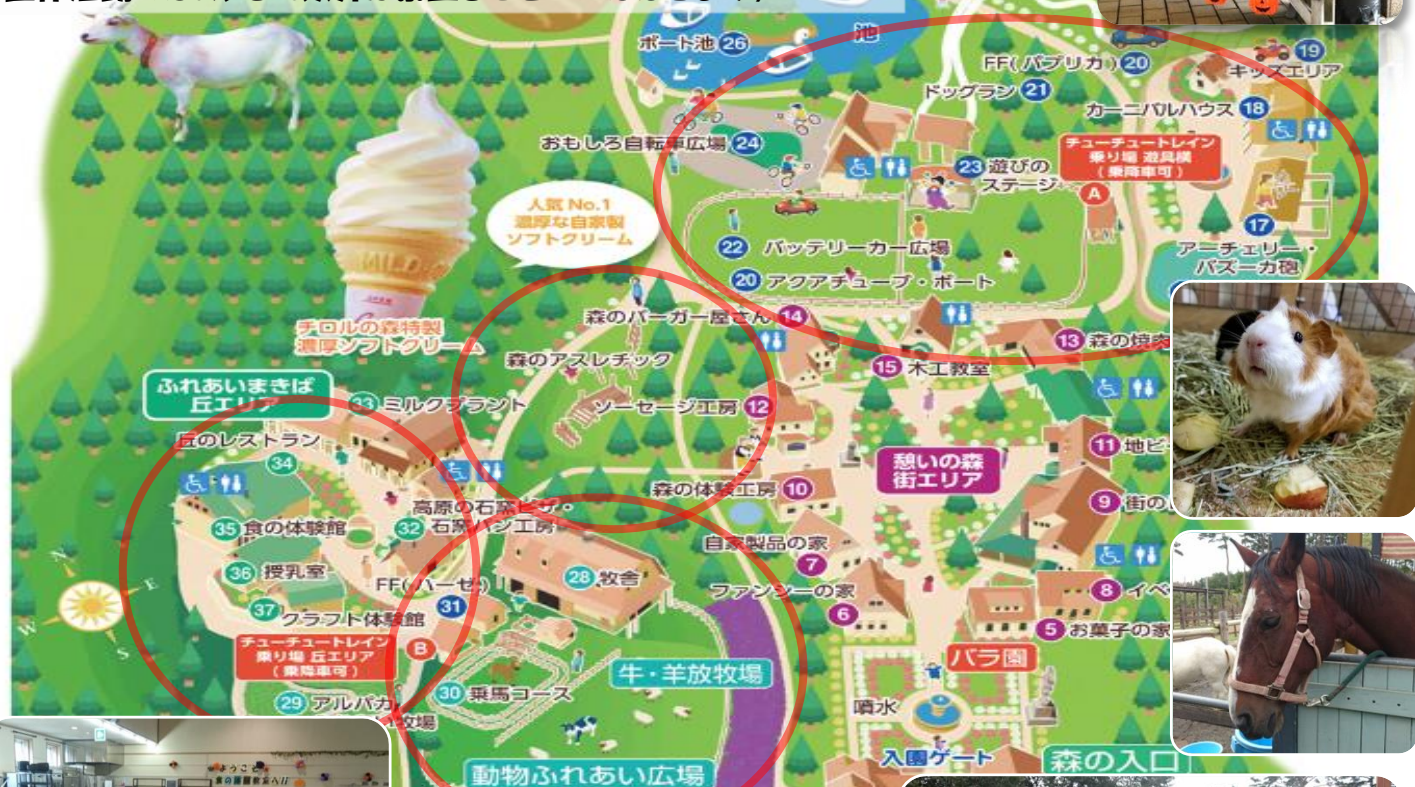 ボート池 26
池
FF(パプリカ) 20
19
キッズエリア
ドッグラン 21
カーニバルハウス 18
おもしろ自転車広場 24
チューチュートレイン
乗り場 遊具横
(乗降車可)
A
23 遊びの
ステージ
人気 No.1
濃厚な自家製
ソフトクリーム
22 バッテリーカー広場
20 アクアチューブ・ボート
17
アーチェリー・
バズーカ砲
チロルの森特製
濃厚ソフトクリーム
森のバーガー屋さん 14
13 森の焼肉
森のアスレチック
15 木工教室
ふれあいまきば
丘エリア
33 ミルクプラント
ソーセージ工房 12
丘のレストラン
34
11 地ビ
憩いの森
街エリア
森の体験工房 10
9 街の
高原の石窯ピザ・
石窯パン工房
32
35 食の体験館
自家製品の家
7
36 授乳室
FF(バーゼ)
31
28 牧舎
ファンシーの家
6
8 イベ
37
クラフト体験館
5 お菓子の家
チューチュートレイン
乗り場 丘エリア
(乗降車可)
B
バラ園
牛・羊放牧場
30 乗馬コース
29 アルパカ
牧場
噴水
入園ゲート
森の入口
動物ふれあい広場
N
E
W
S
ようこそ